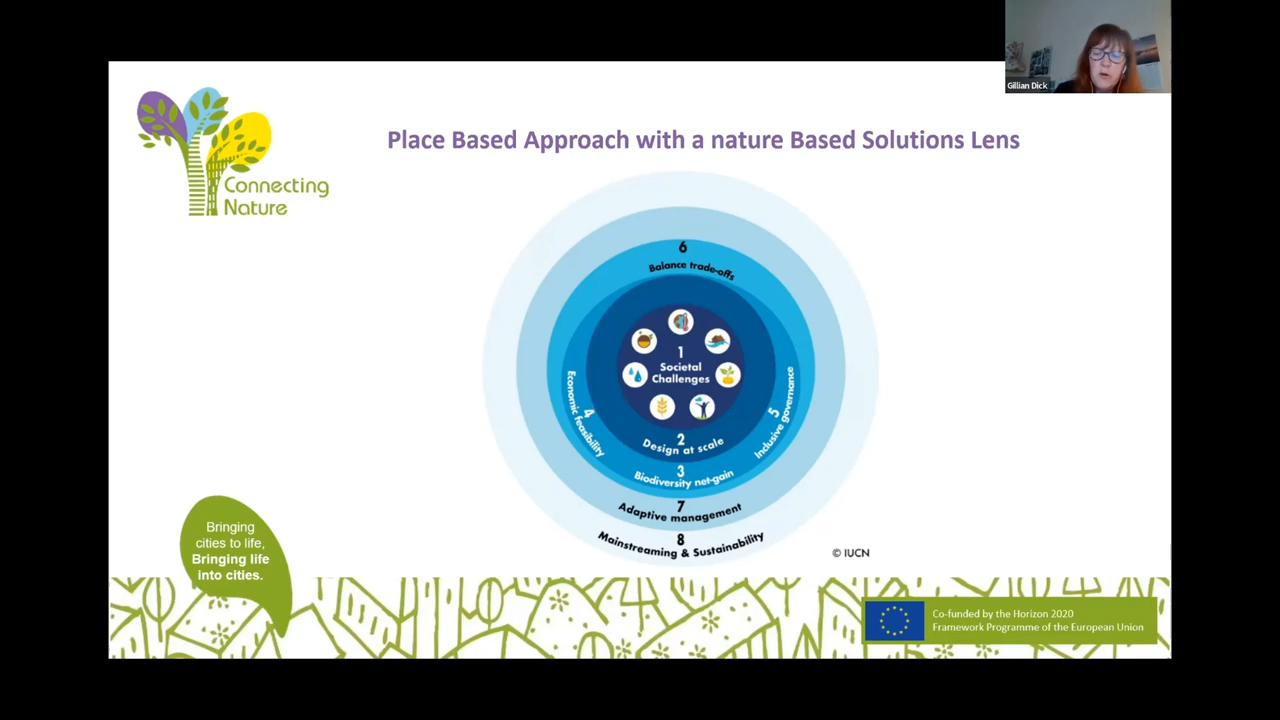 Gillian Dick
Connecting
Nature
Place Based Approach with a nature Based Solutions Lens
6
Balance trade-offs
1
Societal
Challenges
4
Economic feasibility
5
Inclusive governance
2
Design at scale
3
Biodiversity net-gain
7
Adaptive management
8
Mainstreaming & Sustainability
© IUCN
Bringing
cities to life,
Bringing life
into cities.
Co-funded by the Horizon 2020
Framework Programme of the European Union